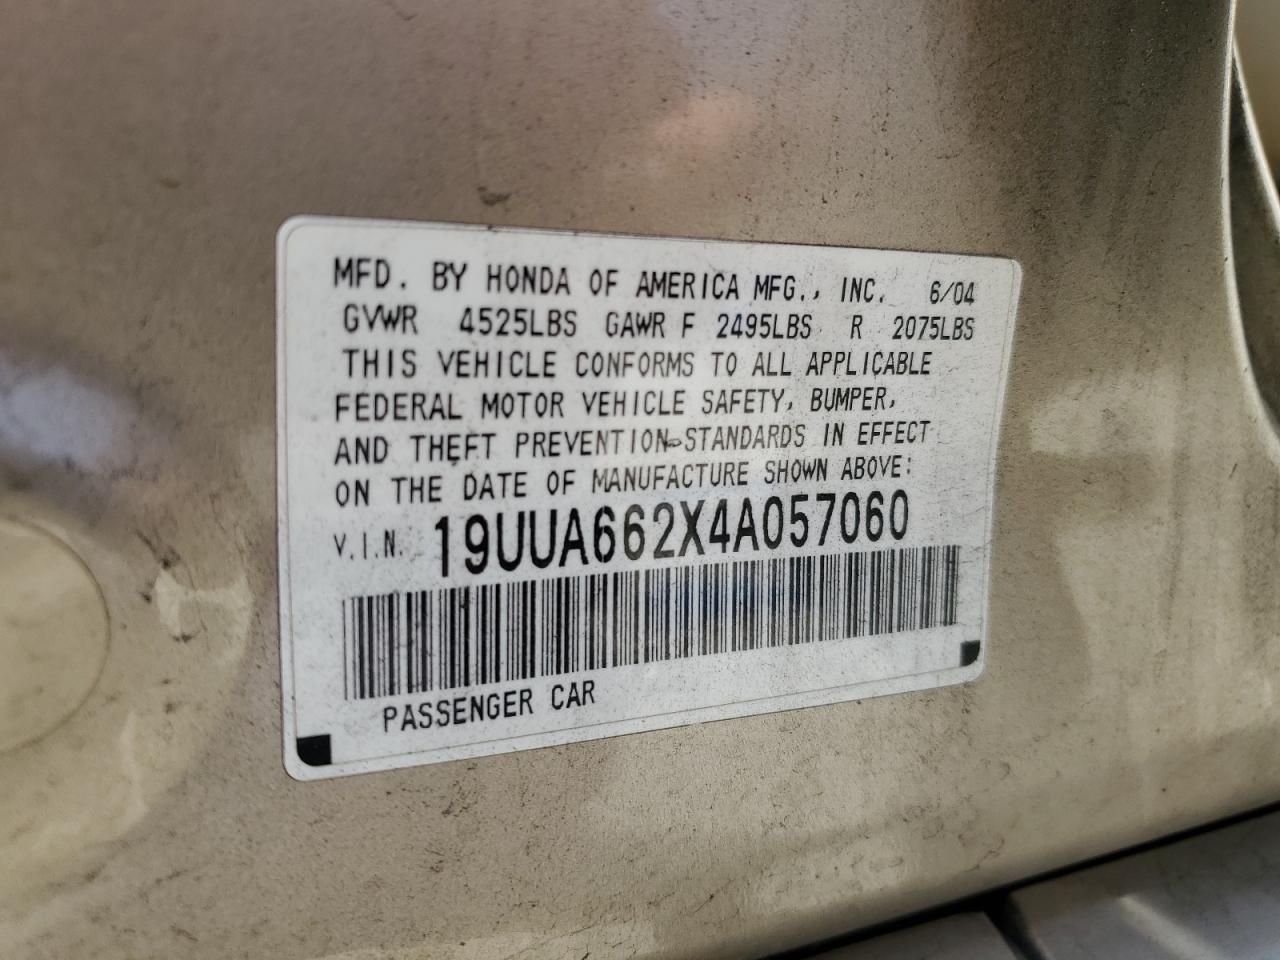 MFD. BY HONDA OF AMERICA MFG., INC. 6/04
GVWR 4525LBS GAWR F 2495LBS R 2075LBS
THIS VEHICLE CONFORMS TO ALL APPLICABLE
FEDERAL MOTOR VEHICLE SAFETY, BUMPER,
AND THEFT PREVENTION STANDARDS IN EFFECT
ON THE DATE OF MANUFACTURE SHOWN ABOVE:
V.I.N. 19UUA662X4A057060
PASSENGER CAR